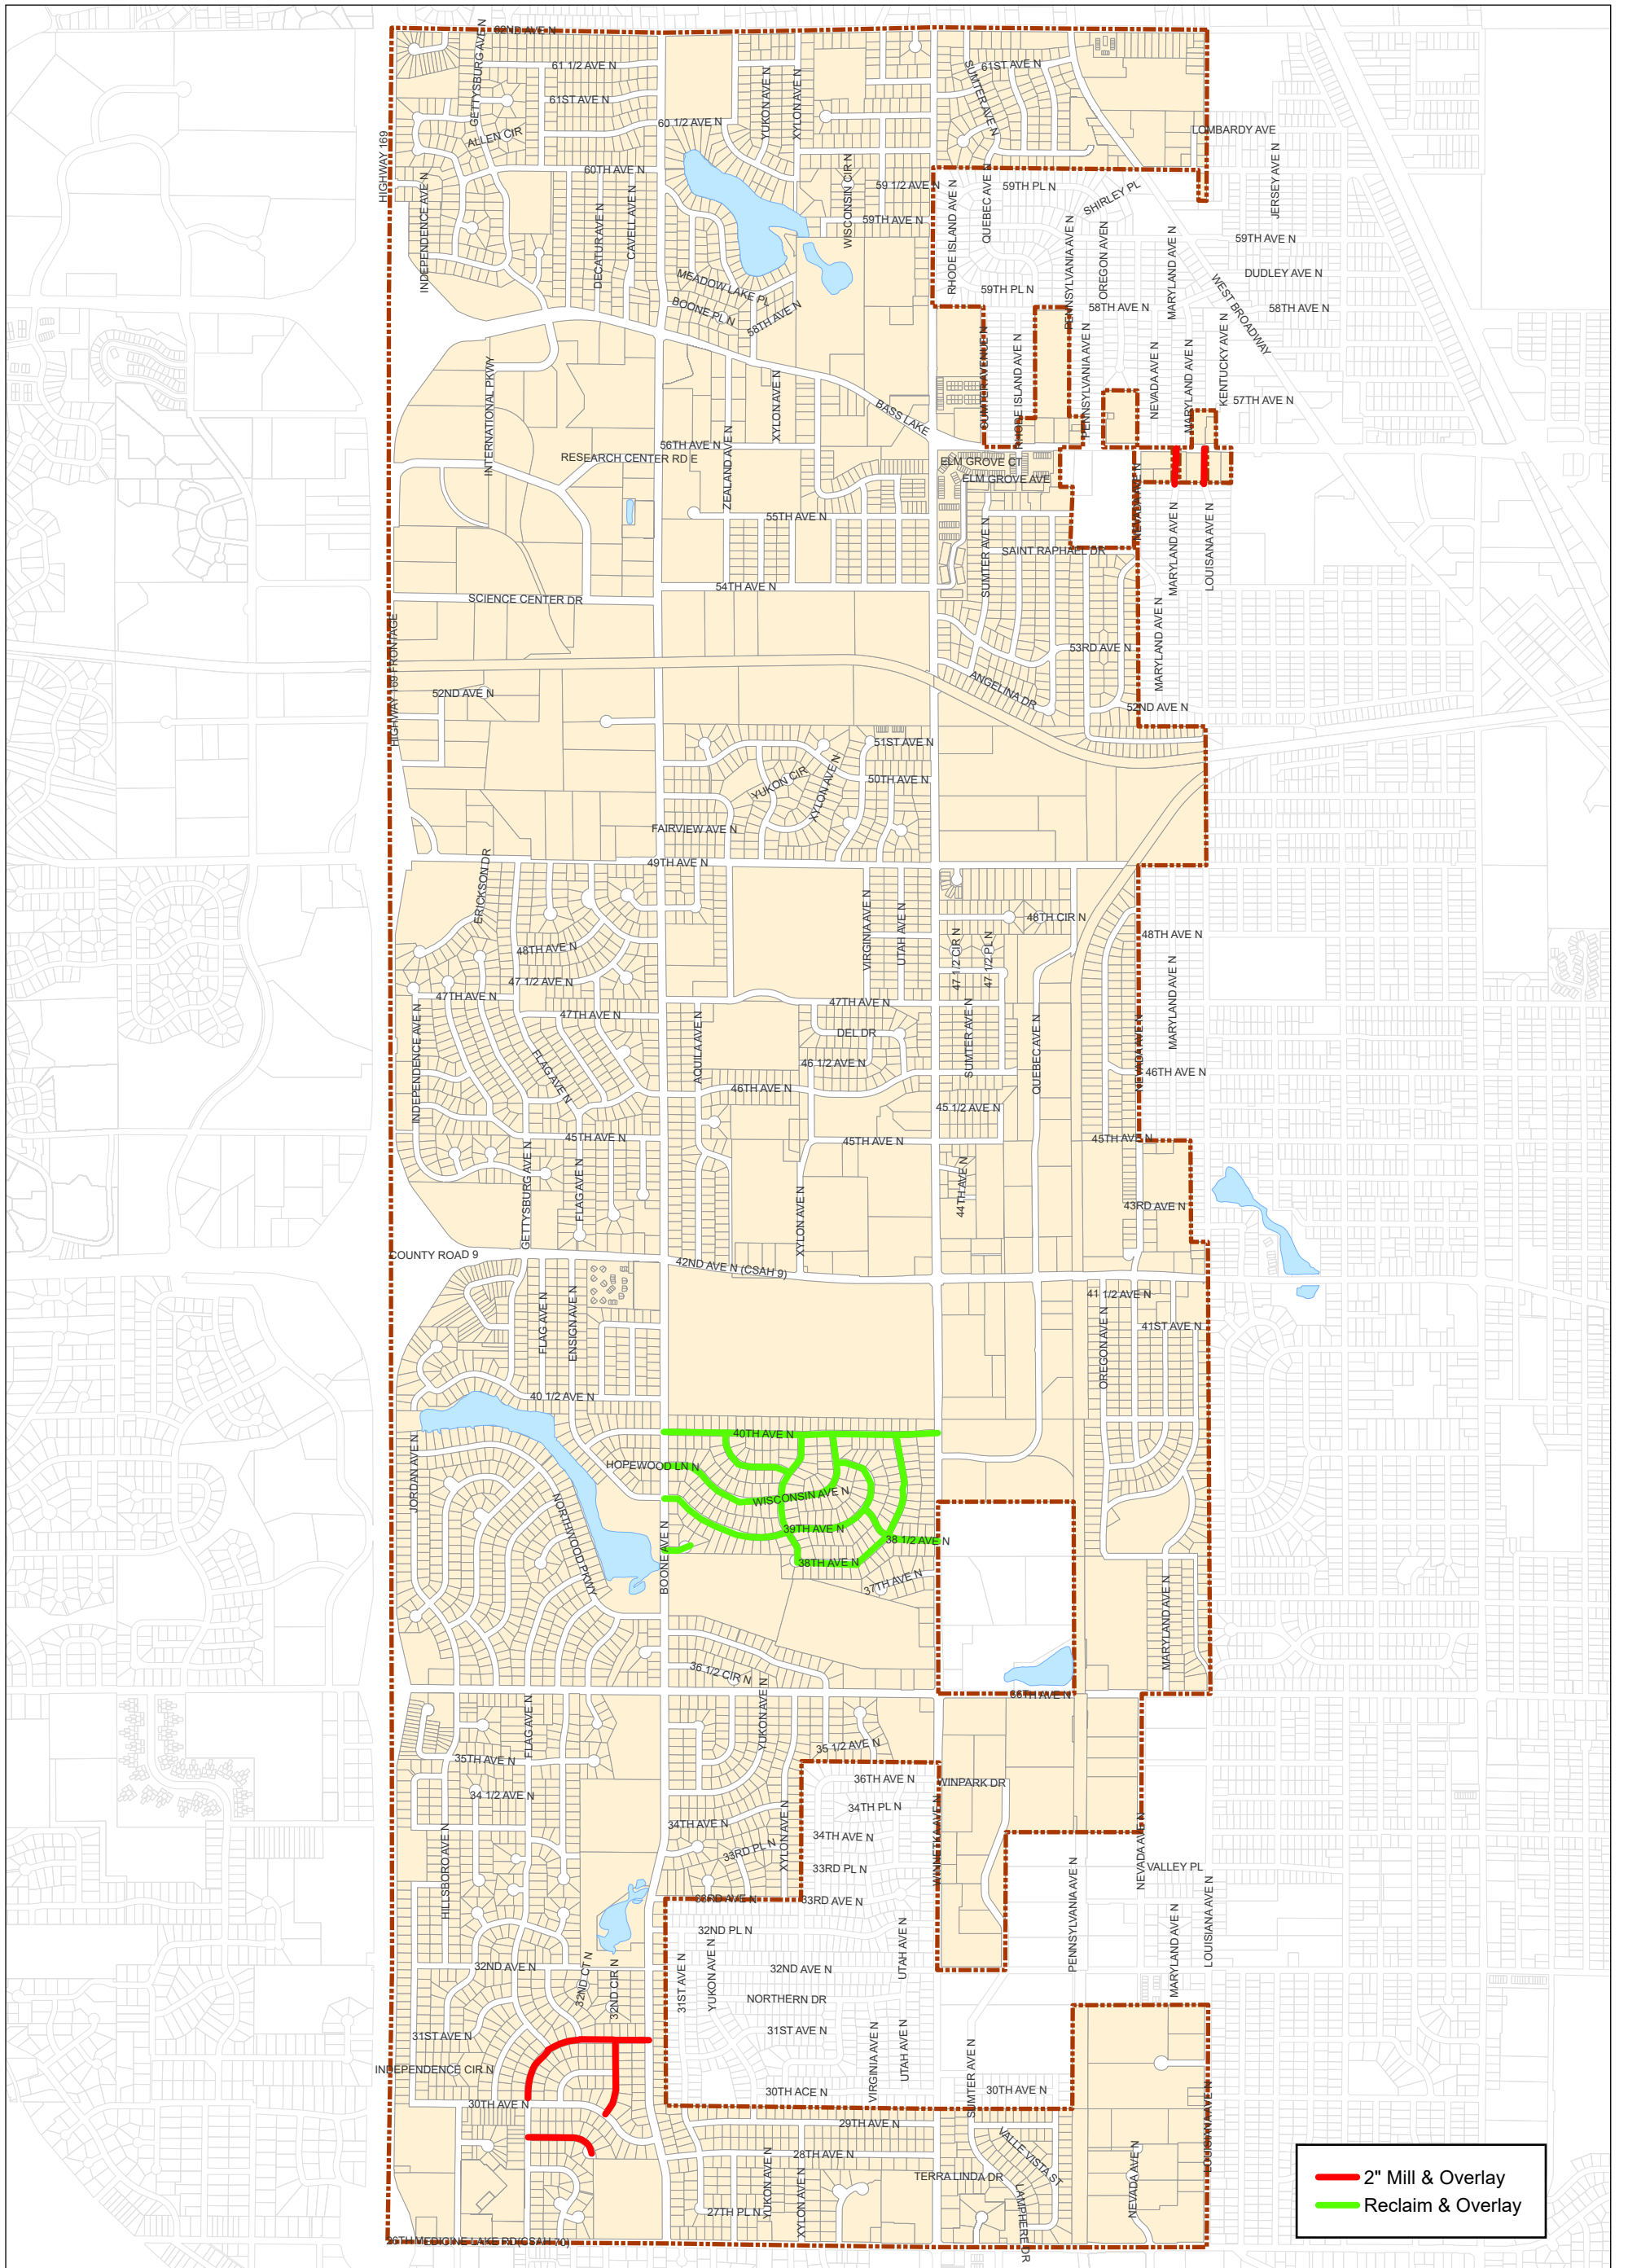 62ND AVE N
GETTYSBURG AVE N
61 1/2 AVE N
61ST AVE N
ALLEN CIR
60 1/2 AVE N
YUKON AVE N
XYLON AVE N
SUMTER AVE N
61ST AVE N
LOMBARDY AVE
HIGHWAY 169
INDEPENDENCE AVE N
60TH AVE N
DECATUR AVE N
CAVELL AVE N
WISCONSIN CIR N
59 1/2 AVE N
59TH AVE N
RHODE ISLAND AVE N
QUEBEC AVE N
59TH PL N
SHIRLEY PL
JERSEY AVE N
PENNSYLVANIA AVE N
OREGON AVEN
MARYLAND AVE N
59TH AVE N
DUDLEY AVE N
WEST BROADWAY
MEADOW LAKE PL
BOONE PL N
58TH AVE N
59TH PL N
58TH AVE N
58TH AVE N
INTERNATIONAL PKWY
XYLON AVE N
BASS LAKE
SUMTER AVENUE N
RHODE ISLAND AVE N
PENNSYLVANIA AVE N
NEVADA AVE N
MARYLAND AVE N
KENTUCKY AVE N
57TH AVE N
56TH AVE N
RESEARCH CENTER RD E
ZEALAND AVE N
ELM GROVE CT
ELM GROVE AVE
NEVADA AVE N
55TH AVE N
SUMTER AVE N
SAINT RAPHAEL DR
MARYLAND AVE N
LOUISIANA AVE N
54TH AVE N
SCIENCE CENTER DR
HIGHWAY 169 FRONTAGE
53RD AVE N
MARYLAND AVE N
52ND AVE N
ANGELINA DR
52ND AVE N
51ST AVE N
50TH AVE N
YUKON CIR
XYLON AVE N
FAIRVIEW AVE N
49TH AVE N
ERICKSON DR
48TH AVE N
47 1/2 AVE N
47TH AVE N
47TH AVE N
VIRGINIA AVE N
UTAH AVE N
48TH CIR N
47 1/2 CIR N
47 1/2 PL N
48TH AVE N
MARYLAND AVE N
47TH AVE N
INDEPENDENCE AVE N
FLAG AVE N
AQUILA AVE N
DEL DR
46 1/2 AVE N
46TH AVE N
SUMTER AVE N
QUEBEC AVE N
NEVADA AVE N
46TH AVE N
45 1/2 AVE N
45TH AVE N
45TH AVE N
45TH AVE N
GETTYSBURG AVE N
FLAG AVE N
XYLON AVE N
44TH AVE N
43RD AVE N
COUNTY ROAD 9
42ND AVE N (CSAH 9)
FLAG AVE N
ENSIGN AVE N
41 1/2 AVE N
OREGON AVE N
41ST AVE N
40 1/2 AVE N
40TH AVE N
JORDAN AVE N
HOPEWOOD LN N
WISCONSIN AVE N
NORTHWOOD PKWY
39TH AVE N
38 1/2 AVE N
38TH AVE N
BOONE AVE N
37TH AVE N
MARYLAND AVE N
36 1/2 CIR N
36TH AVE N
FLAG AVE N
YUKON AVE N
35 1/2 AVE N
35TH AVE N
36TH AVE N
WINPARK DR
34 1/2 AVE N
34TH PL N
34TH AVE N
34TH AVE N
33RD PL N
XYLON AVE N
33RD PL N
WINNETKA AVE N
NEVADA AVE N
VALLEY PL
HILLSBORO AVE N
33RD AVE N
33RD AVE N
PENNSYLVANIA AVE N
MARYLAND AVE N
LOUISIANA AVE N
32ND PL N
32ND AVE N
32ND CT N
32ND CIR N
31ST AVE N
YUKON AVE N
32ND AVE N
UTAH AVE N
NORTHERN DR
31ST AVE N
31ST AVE N
INDEPENDENCE CIR N
VIRGINIA AVE N
UTAH AVE N
30TH AVE N
30TH ACE N
SUMTER AVE N
30TH AVE N
LOUISIANA AVE N
29TH AVE N
28TH AVE N
VALLE VISTA ST
TERRA LINDA DR
YUKON AVE N
XYLON AVE N
27TH PL N
LAMPHERE DR
NEVADA AVE N
26TH MEDICINE LAKE RD(CSAH 70)
2" Mill & Overlay
Reclaim & Overlay